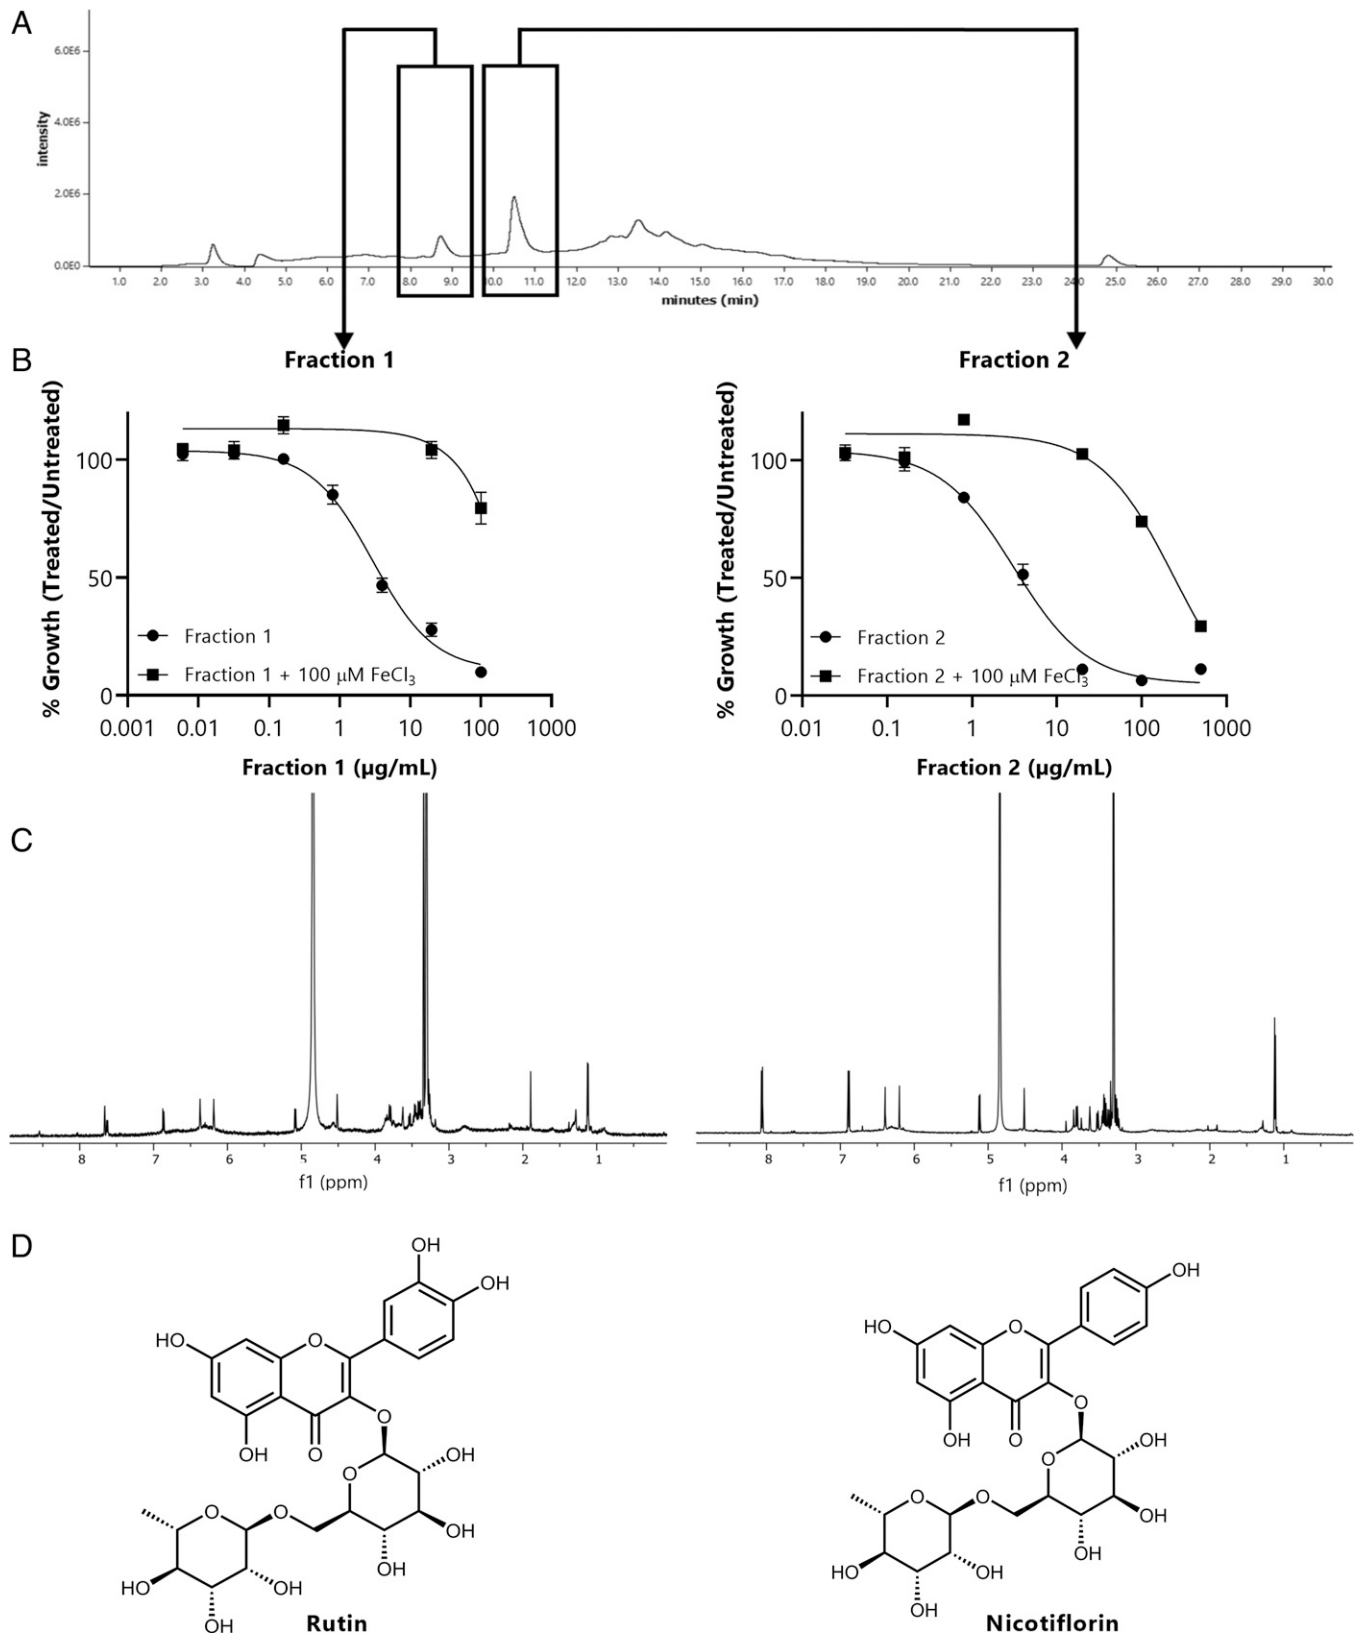 A
6.0E6
4.0E6
2.0E6
0.0E0
intensity
1.0 2.0 3.0 4.0 5.0 6.0 7.0 8.0 9.0 10.0 11.0 12.0 13.0 14.0 15.0 16.0 17.0 18.0 19.0 20.0 21.0 22.0 23.0 24.0 25.0 26.0 27.0 28.0 29.0 30.0
minutes (min)
B
Fraction 1
% Growth (Treated/Untreated)
100
50
0
Fraction 1
Fraction 1 + 100 µM FeCl₃
0.001 0.01 0.1 1 10 100 1000
Fraction 1 (µg/mL)
Fraction 2
% Growth (Treated/Untreated)
100
50
0
Fraction 2
Fraction 2 + 100 µM FeCl₃
0.01 0.1 1 10 100 1000
Fraction 2 (µg/mL)
C
8 7 6 5 4 3 2 1
f1 (ppm)
8 7 6 5 4 3 2 1
f1 (ppm)
D
OH
OH
HO
O
O
OH
O
O
OH
O
O
OH
HO
OH
OH
OH
Rutin
OH
HO
O
O
OH
O
O
OH
O
O
OH
HO
OH
OH
OH
Nicotiflorin